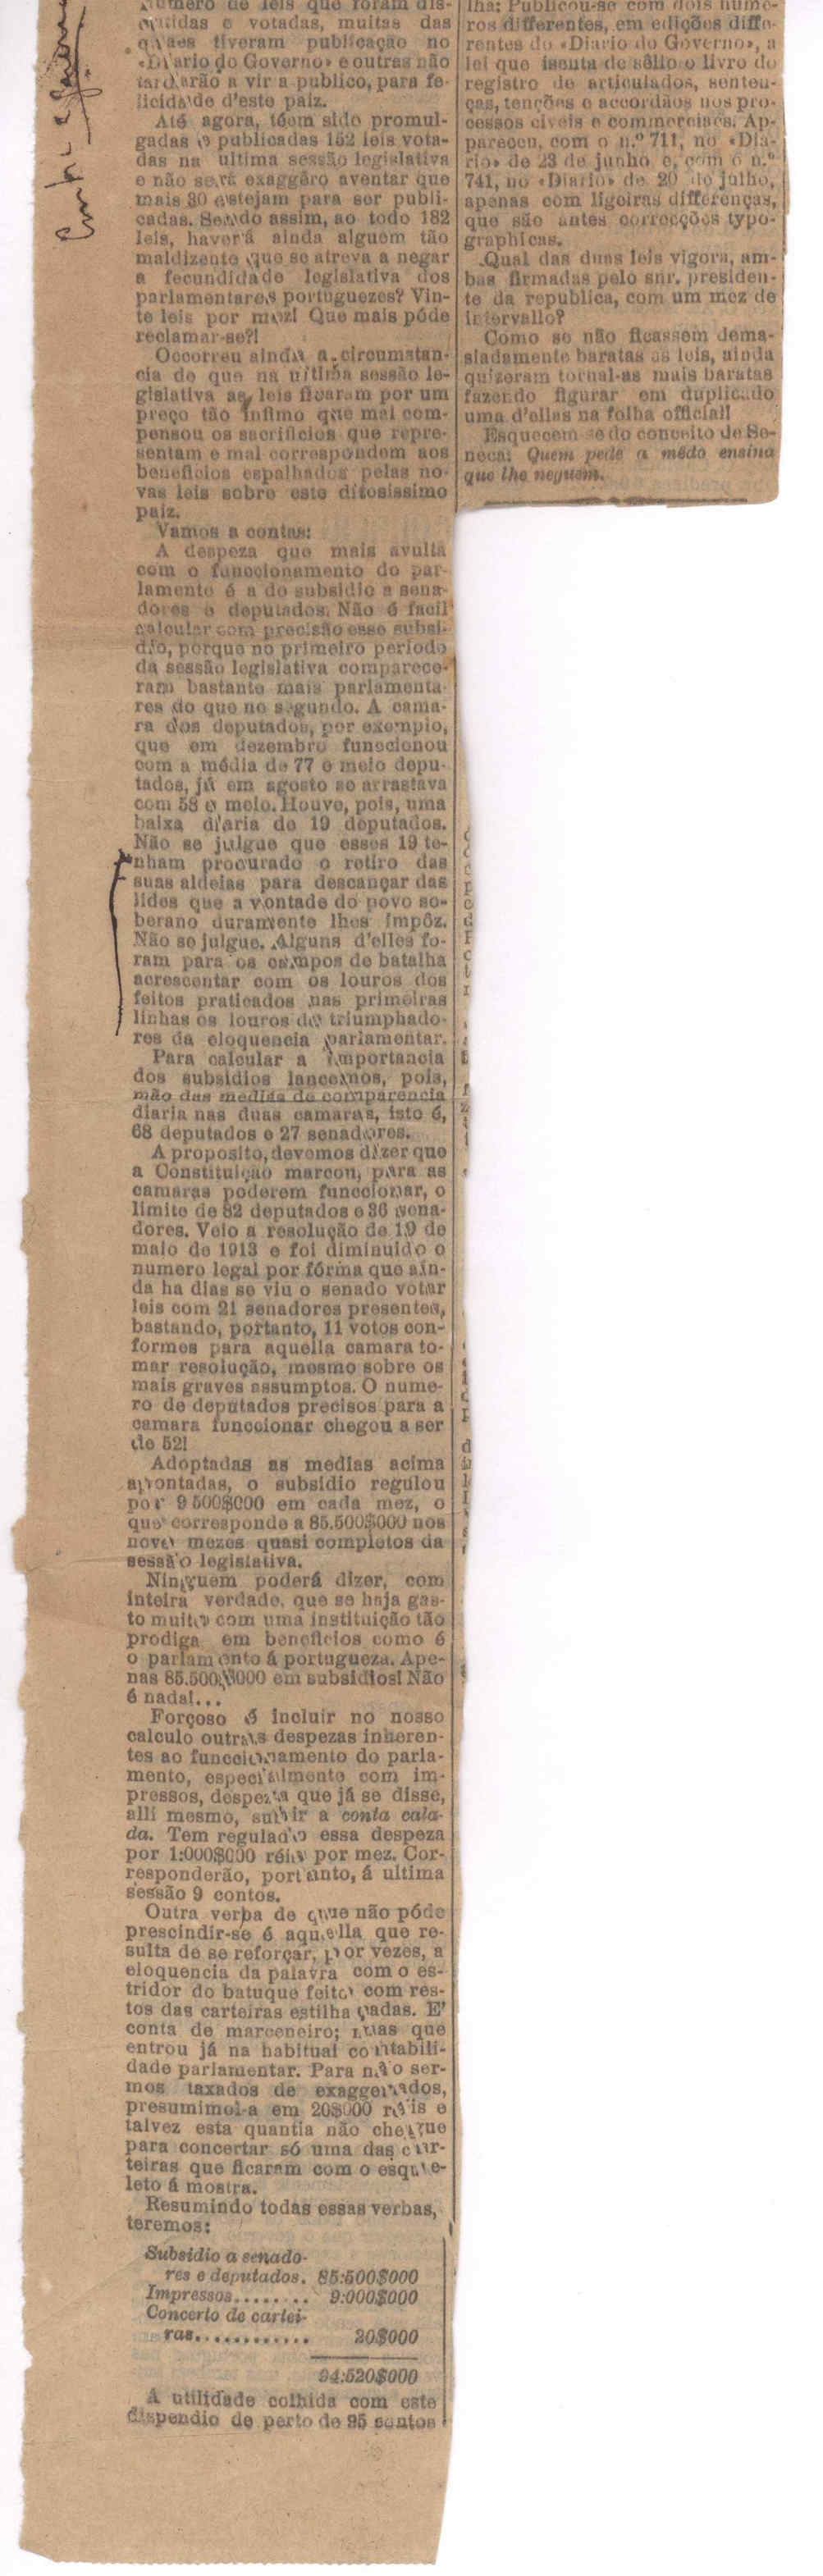 numero de leis que foram dis-
cutidas e votadas, muitas das
quaes tiveram publicação no
«Diario do Governo» e outras não
tardarão a vir a publico, para fe-
licidade d'este paiz.
Até agora, téem sido promul-
gadas e publicadas 152 leis vota-
das na ultima sessão legislativa
e não será exaggêro aventar que
mais 30 estejam para ser publi-
cadas. Sendo assim, ao todo 182
leis, haverá ainda alguem tão
maldizente que se atreva a negar
a fecundidade legislativa dos
parlamentares portuguezes? Vin-
te leis por mez! Que mais póde
reclamar-se?!
Occorreu ainda a circumstan-
cia de que na ultima sessão le-
gislativa as leis ficaram por um
preço tão infimo que mal com-
pensou os sacrificios que repre-
sentam e mal correspondem aos
beneficios espalhados pelas no-
vas leis sobre este ditosissimo
paiz.
Vamos a contas:
A despeza que mais avulta
com o funccionamento do par-
lamento é a do subsidio a sena-
dores e deputados. Não é facil
calcular com precisão esse subsi-
dio, porque no primeiro periodo
da sessão legislativa comparece-
ram bastante mais parlamenta-
res do que no segundo. A cama-
ra dos deputados, por exemplo,
que em dezembro funccionou
com a média de 77 e meio depu-
tados, já em agosto se arrastava
com 58 e meio. Houve, pois, uma
baixa diaria de 19 deputados.
Não se julgue que esses 19 te-
nham procurado o retiro das
suas aldeias para descançar das
lides que a vontade do povo so-
berano duramente lhes impôz.
Não se julgue. Alguns d'elles fo-
ram para os campos de batalha
acrescentar com os louros dos
feitos praticados nas primeiras
linhas os louros de triumphado-
res da eloquencia parlamentar.
Para calcular a importancia
dos subsidios lancemos, pois,
mão das medias de comparencia
diaria nas duas camaras, isto é,
68 deputados e 27 senadores.
A proposito, devemos dizer que
a Constituição marcou, para as
camaras poderem funccionar, o
limite de 82 deputados e 36 sena-
dores. Veio a resolução de 19 de
maio de 1913 e foi diminuido o
numero legal por fórma que ain-
da ha dias se viu o senado votar
leis com 21 senadores presentes,
bastando, portanto, 11 votos con-
formes para aquella camara to-
mar resolução, mesmo sobre os
mais graves assumptos. O nume-
ro de deputados precisos para a
camara funccionar chegou a ser
de 52!
Adoptadas as medias acima
apontadas, o subsidio regulou
por 9 500$000 em cada mez, o
que corresponde a 85.500$000 nos
nove mezes quasi completos da
sessão legislativa.
Ninguem poderá dizer, com
inteira verdade, que se haja gas-
to muito com uma instituição tão
prodiga em beneficios como é
o parlamento á portugueza. Ape-
nas 85.500$000 em subsidios! Não
é nada!...
Forçoso é incluir no nosso
calculo outras despezas inheren-
tes ao funccionamento do parla-
mento, especialmente com im-
pressos, despeza que já se disse,
alli mesmo, subir a conta cala-
da. Tem regulado essa despeza
por 1:000$000 réis por mez. Cor-
responderão, portanto, á ultima
sessão 9 contos.
Outra verba de que não póde
prescindir-se é aquella que re-
sulta de se reforçar, por vezes, a
eloquencia da palavra com o es-
tridor do batuque feito com res-
tos das carteiras estilhaçadas. E'
conta de marceneiro; mas que
entrou já na habitual contabili-
dade parlamentar. Para não ser-
mos taxados de exaggerados,
presumimol-a em 20$000 réis e
talvez esta quantia não chegue
para concertar só uma das car-
teiras que ficaram com o esque-
leto á mostra.
Resumindo todas essas verbas,
teremos:
Subsidio a senado-
res e deputados. 85:500$000
Impressos........ 9:000$000
Concerto de cartei-
ras............ 20$000
94:520$000
A utilidade colhida com este
dispendio de perto de 95 contos
lha: Publicou-se com dois nume-
ros differentes, em edições diffe-
rentes do «Diario do Governo», a
lei que isenta de sêllo o livro do
registro de articulados, senten-
ças, tenções e accordãos nos pro-
cessos civeis e commerciaes. Ap-
pareceu, com o n.º 711, no «Dia-
rio» de 23 de junho e, com o n.º
741, no «Diario» de 20 de julho,
apenas com ligeiras differenças,
que são antes correcções typo-
graphicas.
Qual das duas leis vigora, am-
bas firmadas pelo snr. presiden-
te da republica, com um mez de
intervallo?
Como se não ficassem dema-
siadamente baratas as leis, ainda
quizeram tornal-as mais baratas
fazendo figurar em duplicado
uma d'ellas na folha official!
Esquecem-se do conceito de Se-
neca: Quem pede a mêdo ensina
que lhe neguem.